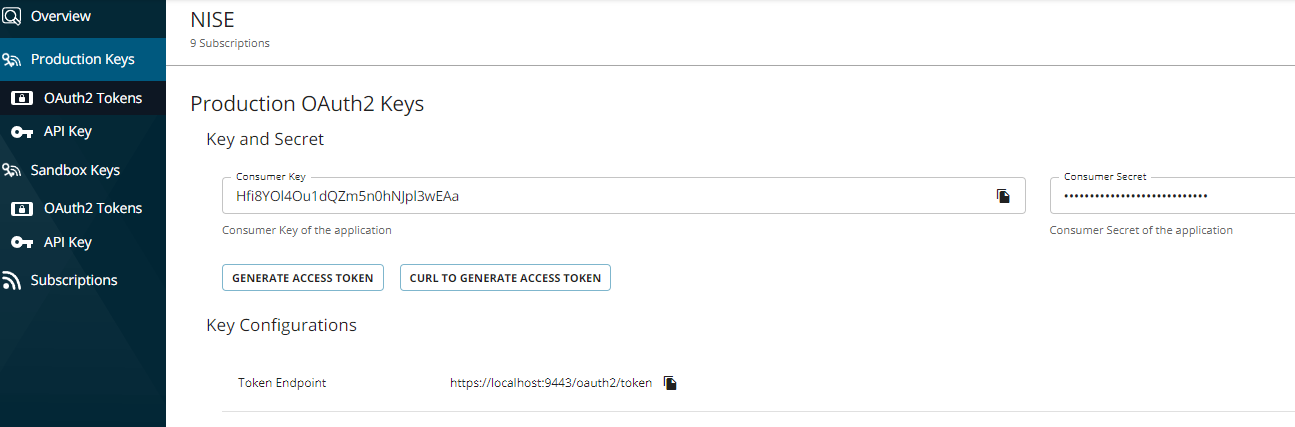 Overview
Production Keys
OAuth2 Tokens
API Key
Sandbox Keys
OAuth2 Tokens
API Key
Subscriptions
NISE
9 Subscriptions
Production OAuth2 Keys
Key and Secret
Consumer Key
Hfi8YOl4Ou1dQZm5n0hNJpl3wEAa
Consumer Key of the application
Consumer Secret
••••••••••••••••••••••••••••
Consumer Secret of the application
GENERATE ACCESS TOKEN
CURL TO GENERATE ACCESS TOKEN
Key Configurations
Token Endpoint
https://localhost:9443/oauth2/token